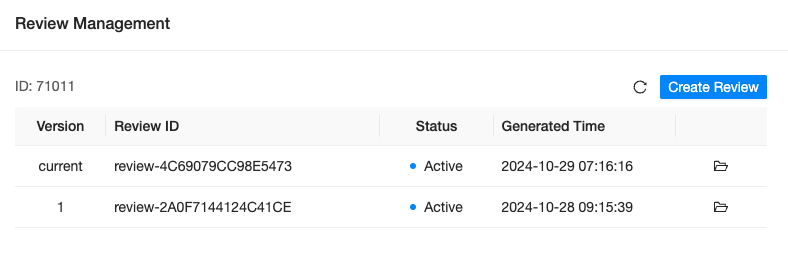 Review Management
ID: 71011 Create Review
Version Review ID Status Generated Time
current review-4C69079CC98E5473 Active 2024-10-29 07:16:16
1 review-2A0F7144124C41CE Active 2024-10-28 09:15:39